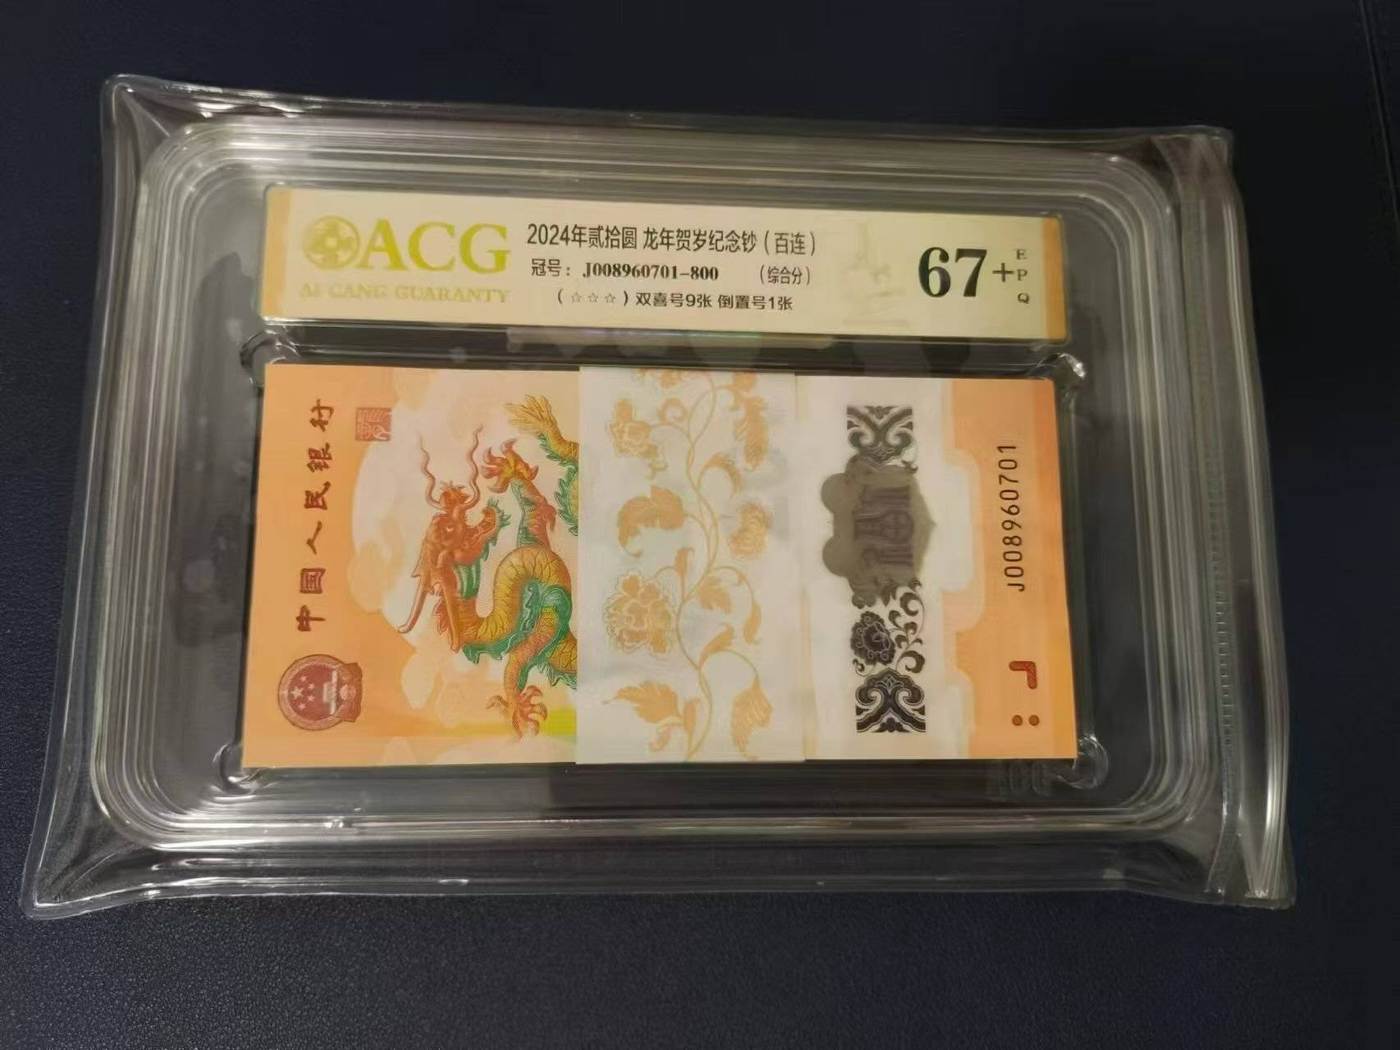 ACG
AI CANG GUARANTY
2024年贰拾圆 龙年贺岁纪念钞（百连）
冠号：J008960701-800 （综合分）
（☆☆☆）双喜号9张 倒置号1张
67+
EPQ
中国人民银行
J008960701